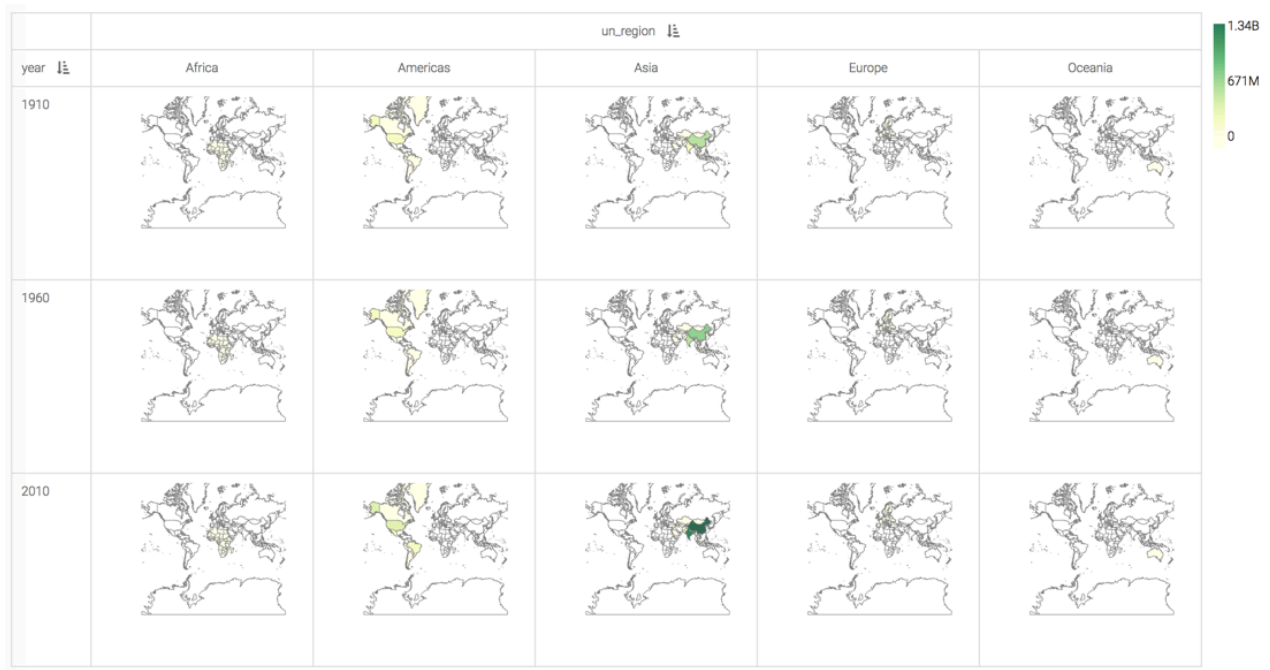 un_region
year
Africa
Americas
Asia
Europe
Oceania
1910
1960
2010
1.34B
671M
0